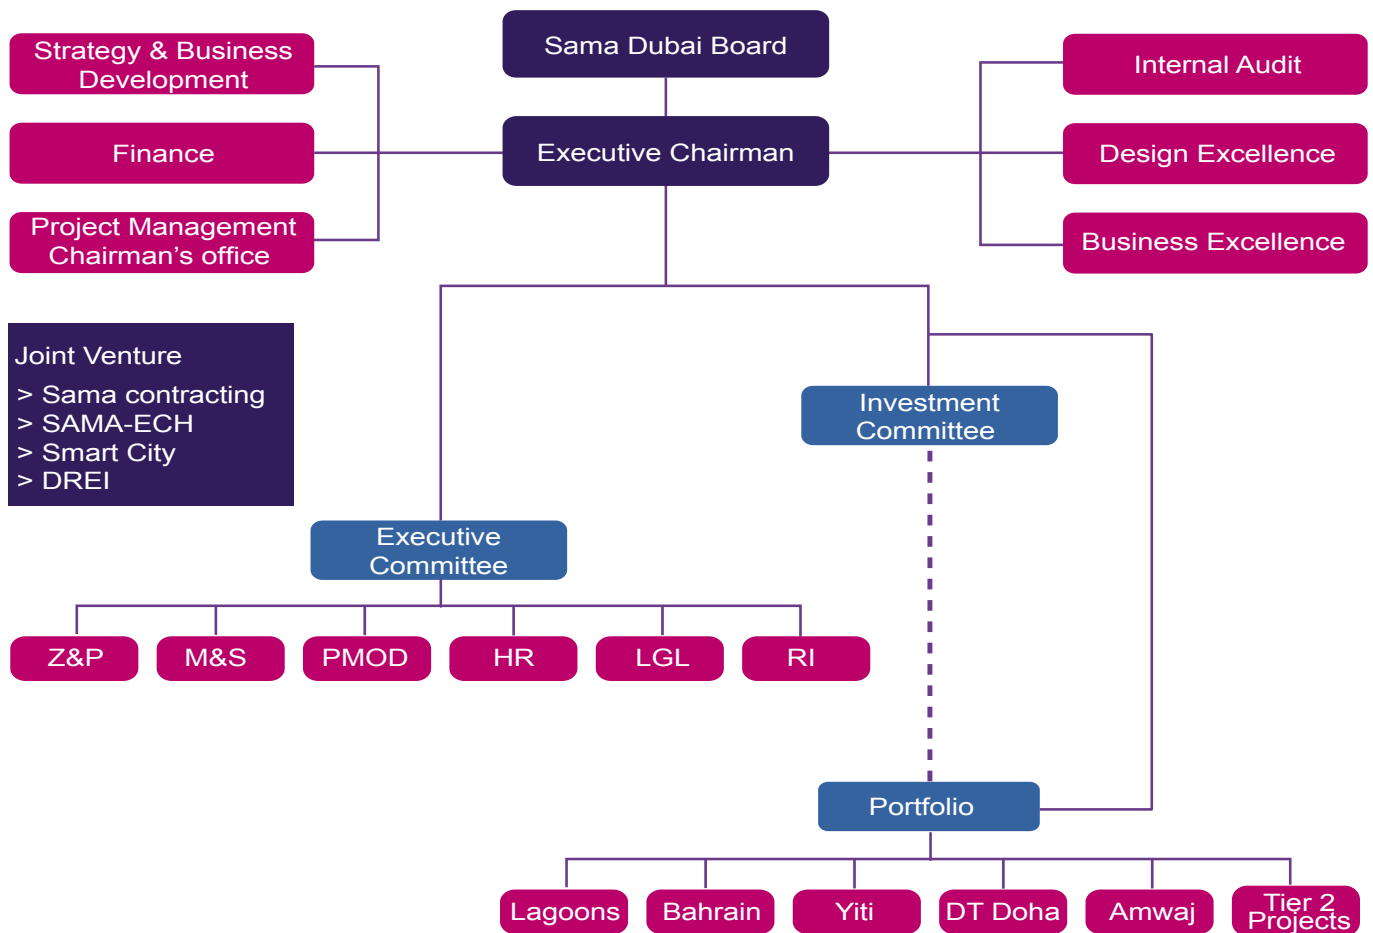 Sama Dubai Board
Executive Chairman
Strategy & Business
Development
Finance
Project Management
Chairman’s office
Internal Audit
Design Excellence
Business Excellence
Joint Venture
> Sama contracting
> SAMA-ECH
> Smart City
> DREI
Investment
Committee
Executive
Committee
Z&P
M&S
PMOD
HR
LGL
RI
Portfolio
Lagoons
Bahrain
Yiti
DT Doha
Amwaj
Tier 2
Projects